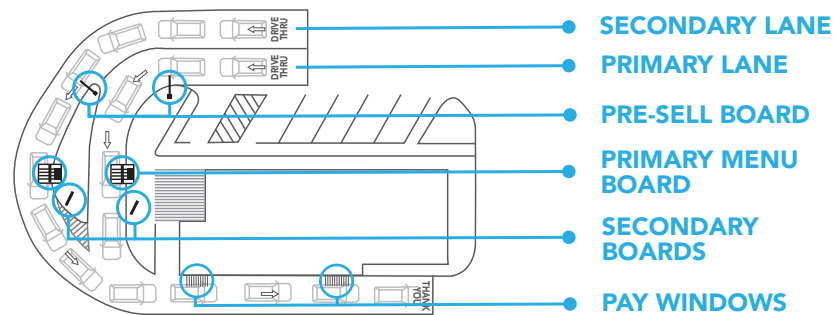 SECONDARY LANE
PRIMARY LANE
PRE-SELL BOARD
PRIMARY MENU
BOARD
SECONDARY
BOARDS
PAY WINDOWS
DRIVE
THRU
DRIVE
THRU
THANK
YOU